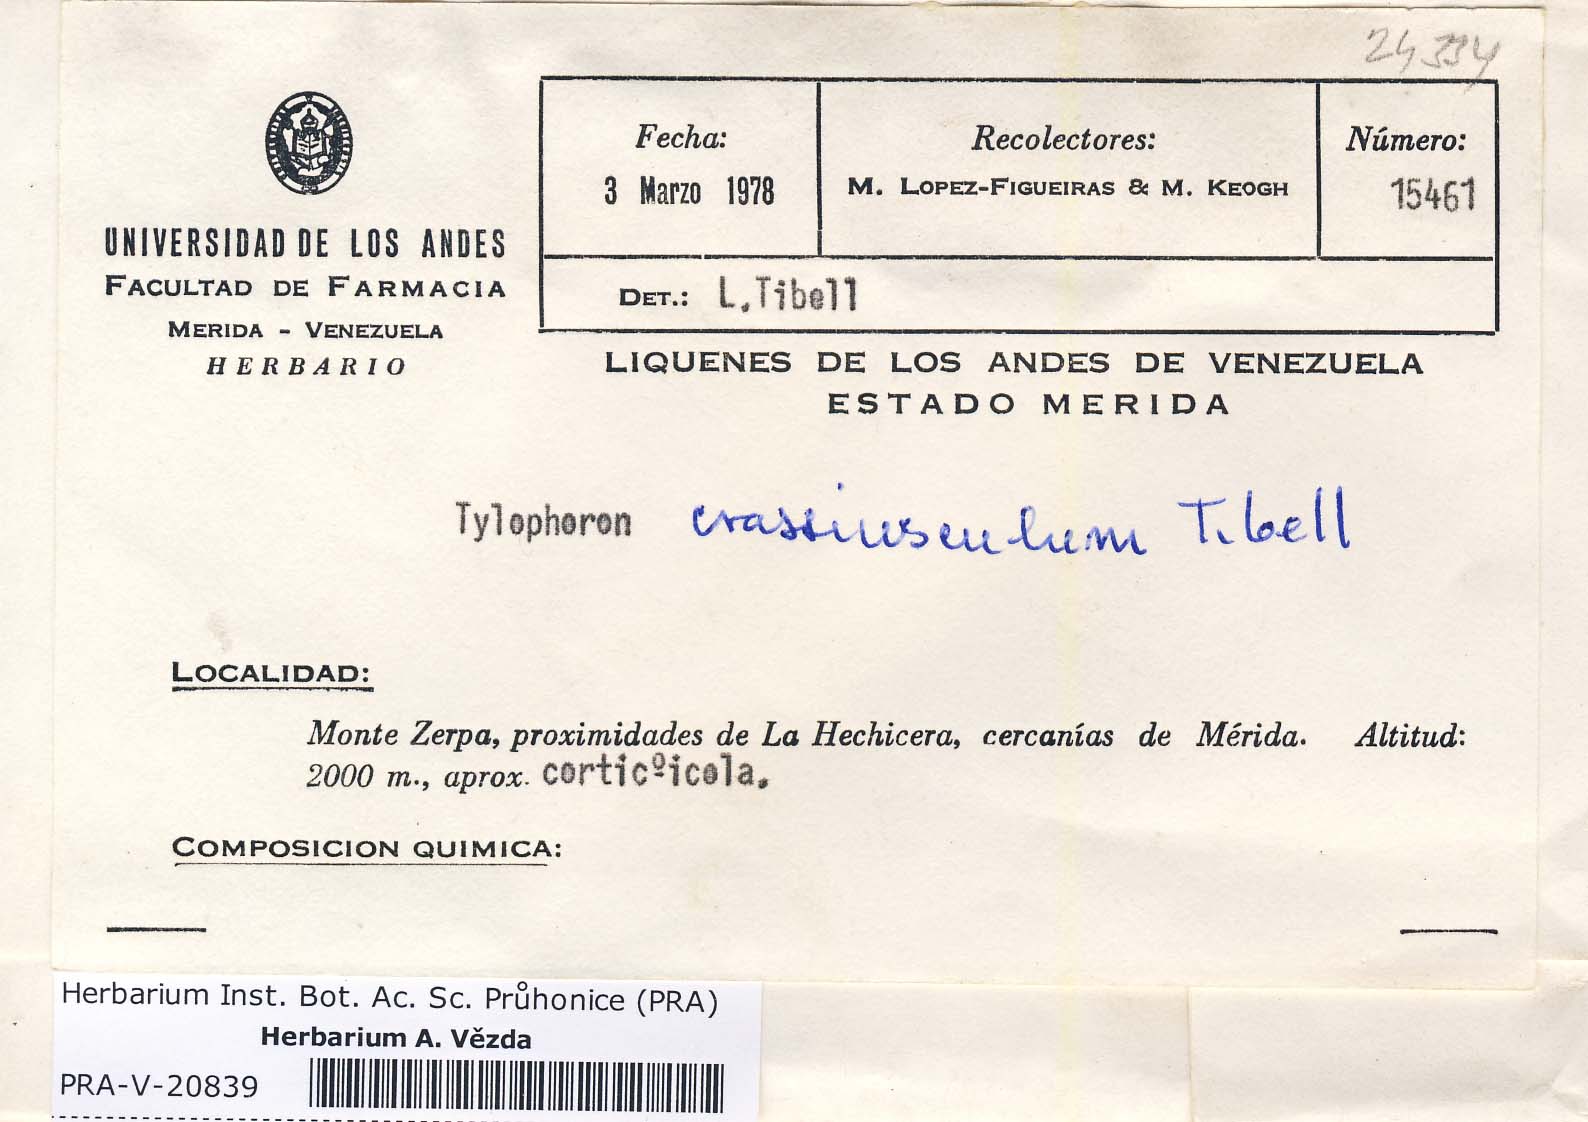 24,334
Fecha:
3 Marzo 1978
Recolectores:
M. LOPEZ-FIGUEIRAS & M. KEOGH
Número:
15461
DET.: L.Tibell
UNIVERSIDAD DE LOS ANDES
FACULTAD DE FARMACIA
MERIDA - VENEZUELA
HERBARIO
LIQUENES DE LOS ANDES DE VENEZUELA
ESTADO MERIDA
Tylophoron crassiusculum Tibell
LOCALIDAD:
Monte Zerpa, proximidades de La Hechicera, cercanías de Mérida. Altitud:
2000 m., aprox. corticºicola.
COMPOSICION QUIMICA:
Herbarium Inst. Bot. Ac. Sc. Průhonice (PRA)
Herbarium A. Vězda
PRA-V-20839